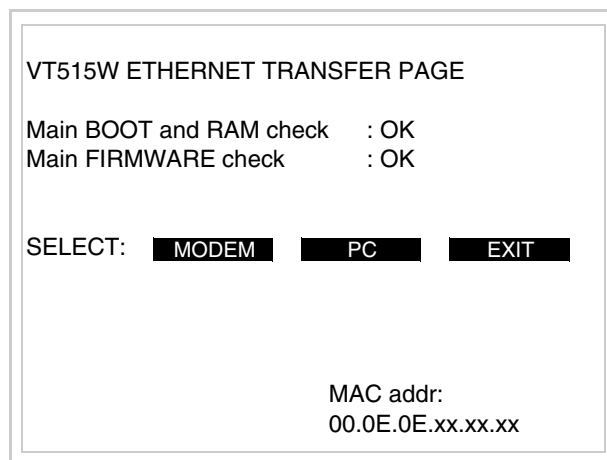 VT515W ETHERNET TRANSFER PAGE
Main BOOT and RAM check : OK
Main FIRMWARE check : OK
SELECT: MODEM PC EXIT
MAC addr:
00.0E.0E.xx.xx.xx